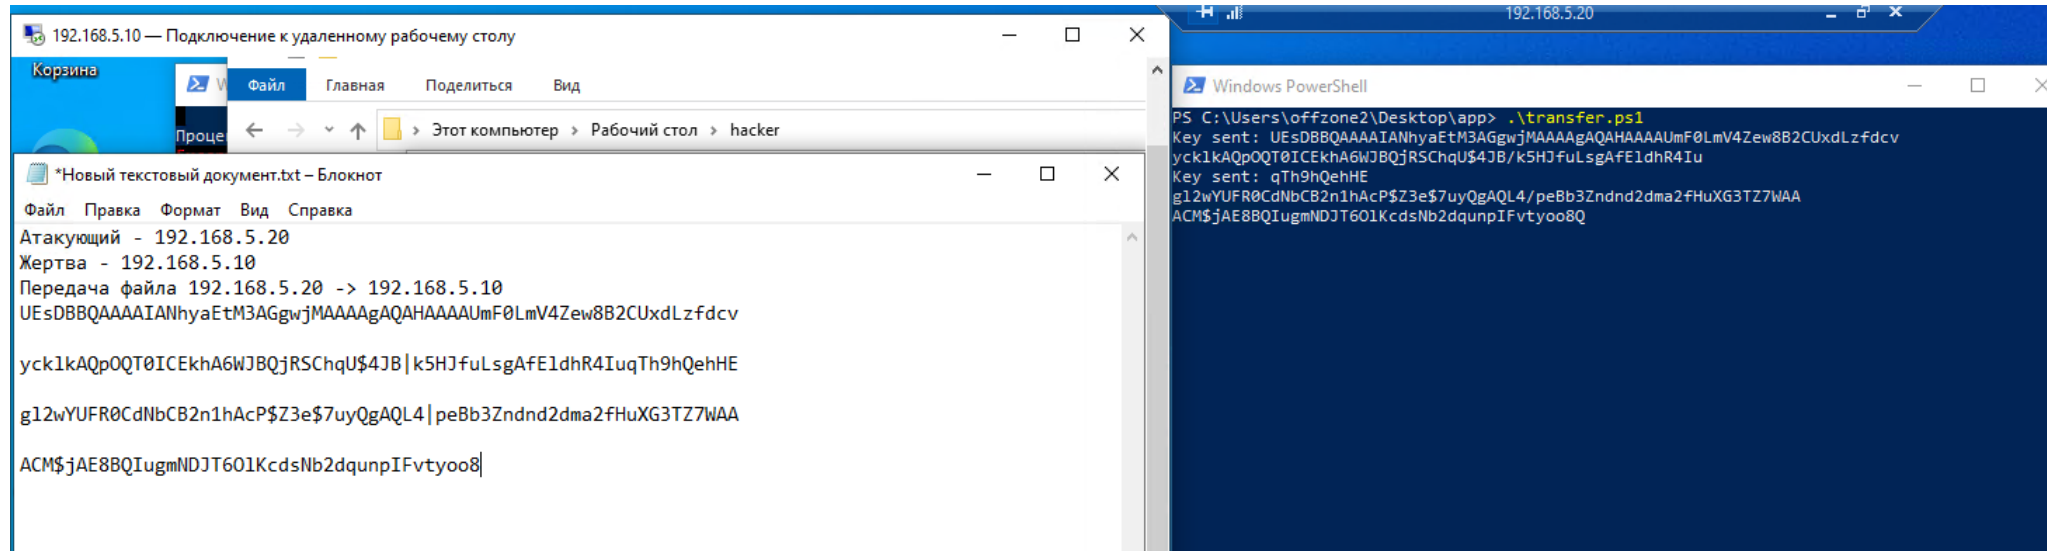 192.168.5.10 — Подключение к удаленному рабочему столу
Корзина
W
Файл Главная Поделиться Вид
Проце
Этот компьютер > Рабочий стол > hacker
*Новый текстовый документ.txt – Блокнот
Файл Правка Формат Вид Справка
Атакующий - 192.168.5.20
Жертва - 192.168.5.10
Передача файла 192.168.5.20 -> 192.168.5.10
UEsDBBQAAAAIANhyaEtM3AGgwjMAAAAgAQAHAAAAUmF0LmV4Zew8B2CUxdLzfdcv
ycklkAQpOQT0ICEkhA6WJBQjRSChqU$4JB|k5HJfuLsgAfEldhR4IuqTh9hQehHE
gl2wYUFR0CdNbCB2n1hAcP$Z3e$7uyQgAQL4|peBb3Zndnd2dma2fHuXG3TZ7WAA
ACM$jAE8BQIugmNDJT6OlKcdsNb2dqunpIFvtyoo8
192.168.5.20
Windows PowerShell
PS C:\Users\offzone2\Desktop\app> .\transfer.ps1
Key sent: UEsDBBQAAAAIANhyaEtM3AGgwjMAAAAgAQAHAAAAUmF0LmV4Zew8B2CUxdLzfdcv
ycklkAQpOQT0ICEkhA6WJBQjRSChqU$4JB/k5HJfuLsgAfEldhR4Iu
Key sent: qTh9hQehHE
gl2wYUFR0CdNbCB2n1hAcP$Z3e$7uyQgAQL4/peBb3Zndnd2dma2fHuXG3TZ7WAA
ACM$jAE8BQIugmNDJT6OlKcdsNb2dqunpIFvtyoo8Q